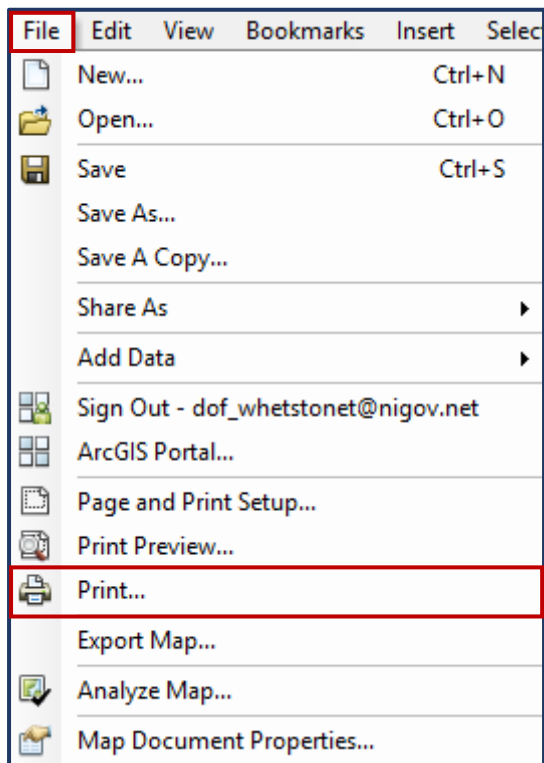 File Edit View Bookmarks Insert Selec
New... Ctrl+N
Open... Ctrl+O
Save Ctrl+S
Save As...
Save A Copy...
Share As
Add Data
Sign Out - dof_whetstonet@nigov.net
ArcGIS Portal...
Page and Print Setup...
Print Preview...
Print...
Export Map...
Analyze Map...
Map Document Properties...